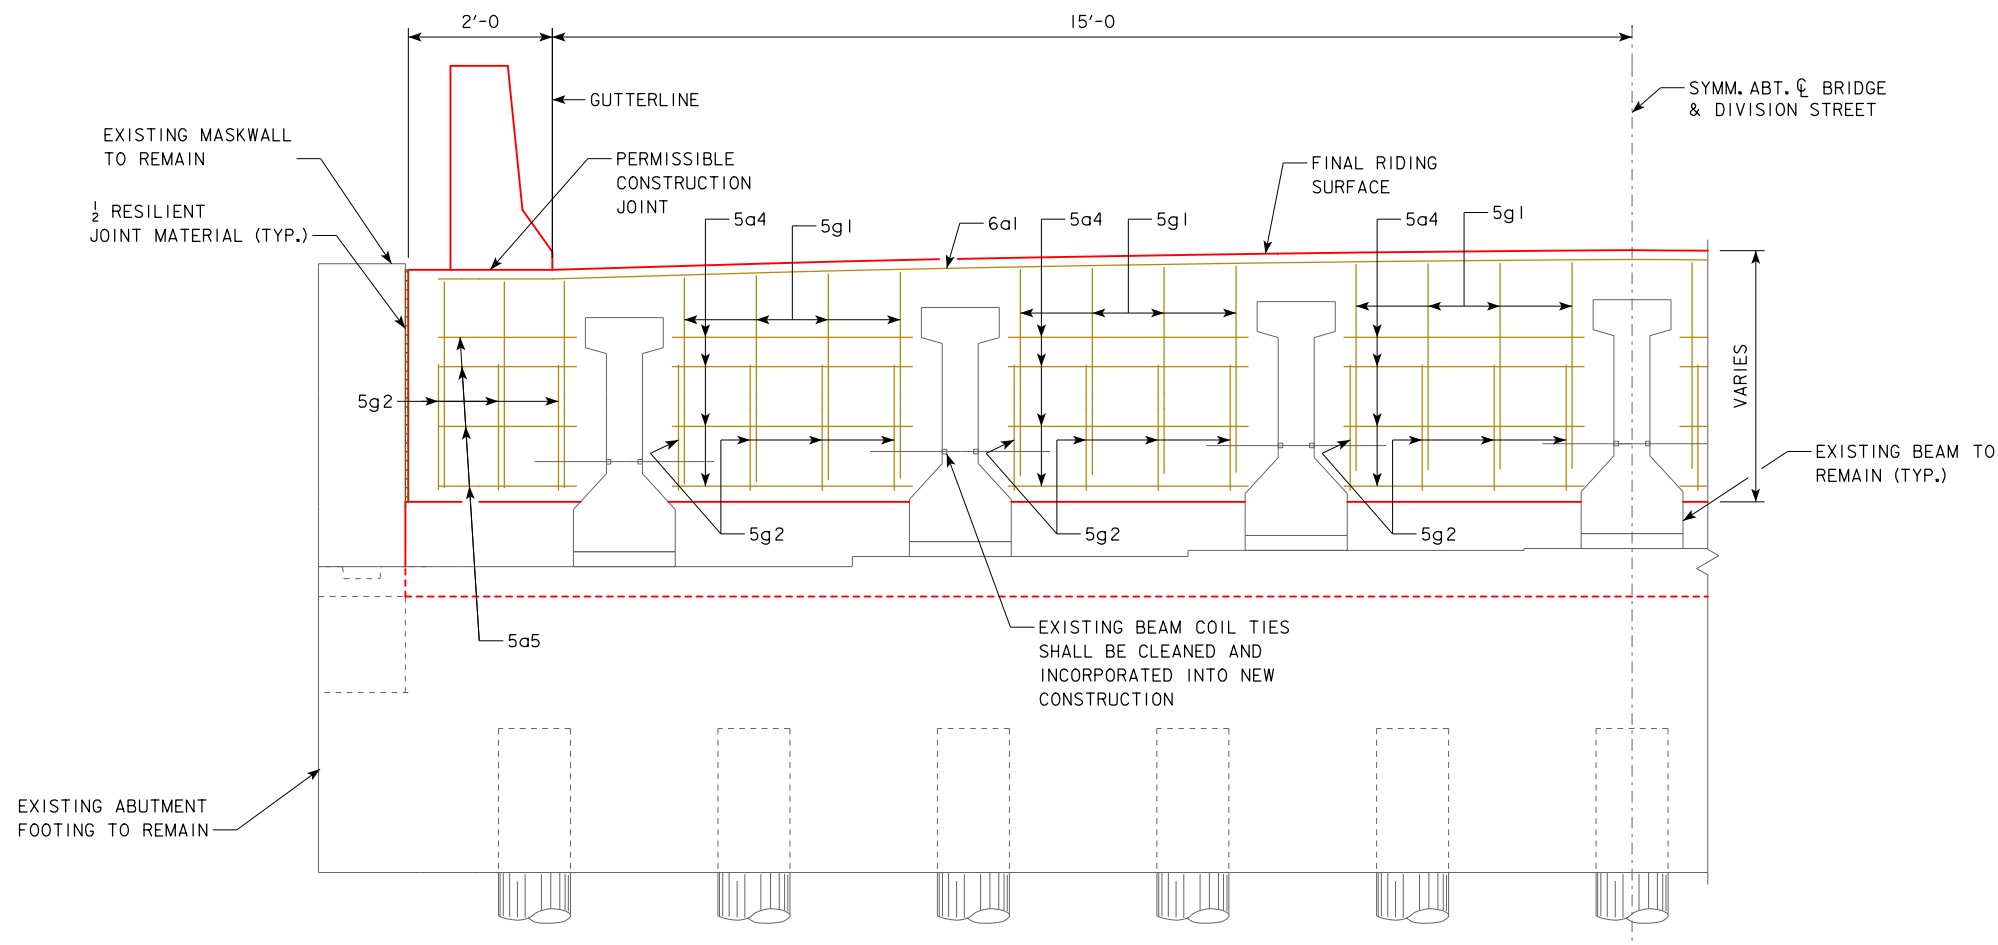 2'-0
15'-0
GUTTERLINE
SYMM. ABT. ℄ BRIDGE
& DIVISION STREET
EXISTING MASKWALL
TO REMAIN
PERMISSIBLE
CONSTRUCTION
JOINT
FINAL RIDING
SURFACE
1/2 RESILIENT
JOINT MATERIAL (TYP.)
5a4
5g1
6a1
5a4
5g1
5a4
5g1
VARIES
5g2
EXISTING BEAM TO
REMAIN (TYP.)
5g2
5g2
5g2
5a5
EXISTING BEAM COIL TIES
SHALL BE CLEANED AND
INCORPORATED INTO NEW
CONSTRUCTION
EXISTING ABUTMENT
FOOTING TO REMAIN